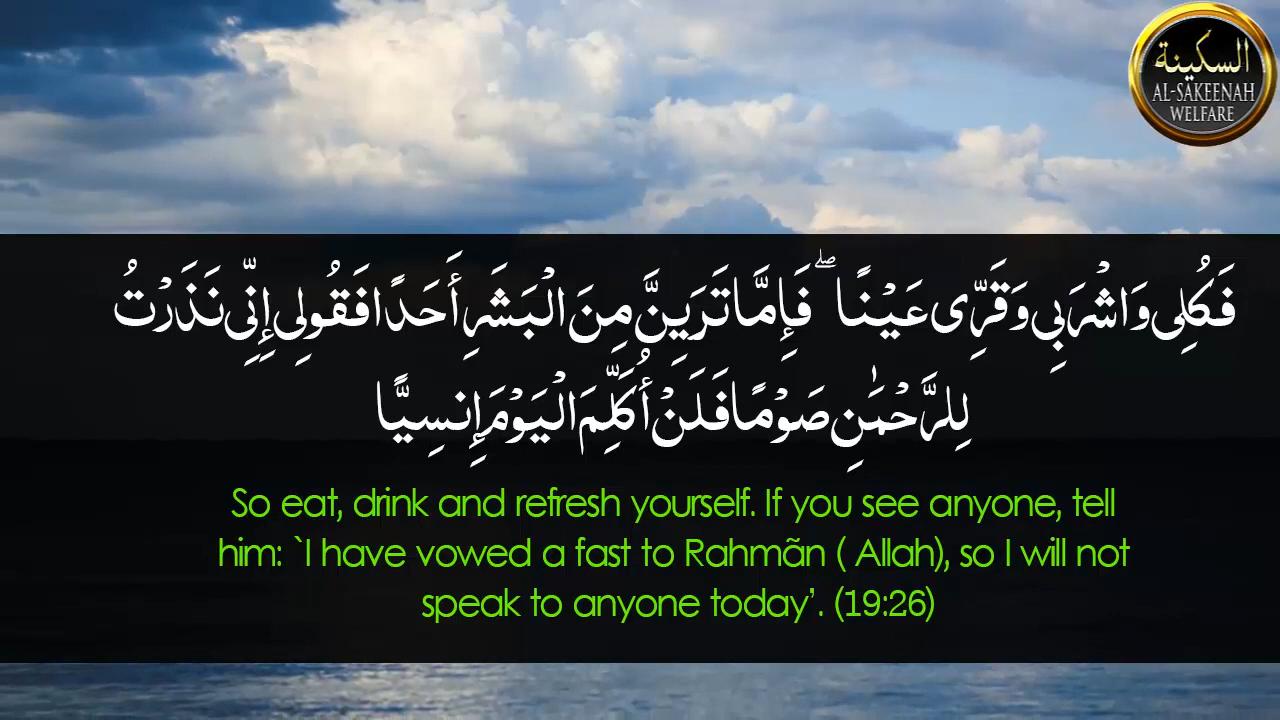 السكينة
AL-SAKEENAH
WELFARE
فَكُلِى وَاشْرَبِى وَقَرِّى عَيْنًا ۖ فَإِمَّا تَرَيِنَّ مِنَ الْبَشَرِ أَحَدًا فَقُولِى إِنِّى نَذَرْتُ
لِلرَّحْمَٰنِ صَوْمًا فَلَنْ أُكَلِّمَ الْيَوْمَ إِنسِيًّا
So eat, drink and refresh yourself. If you see anyone, tell
him: `I have vowed a fast to Rahmãn ( Allah), so I will not
speak to anyone today’. (19:26)